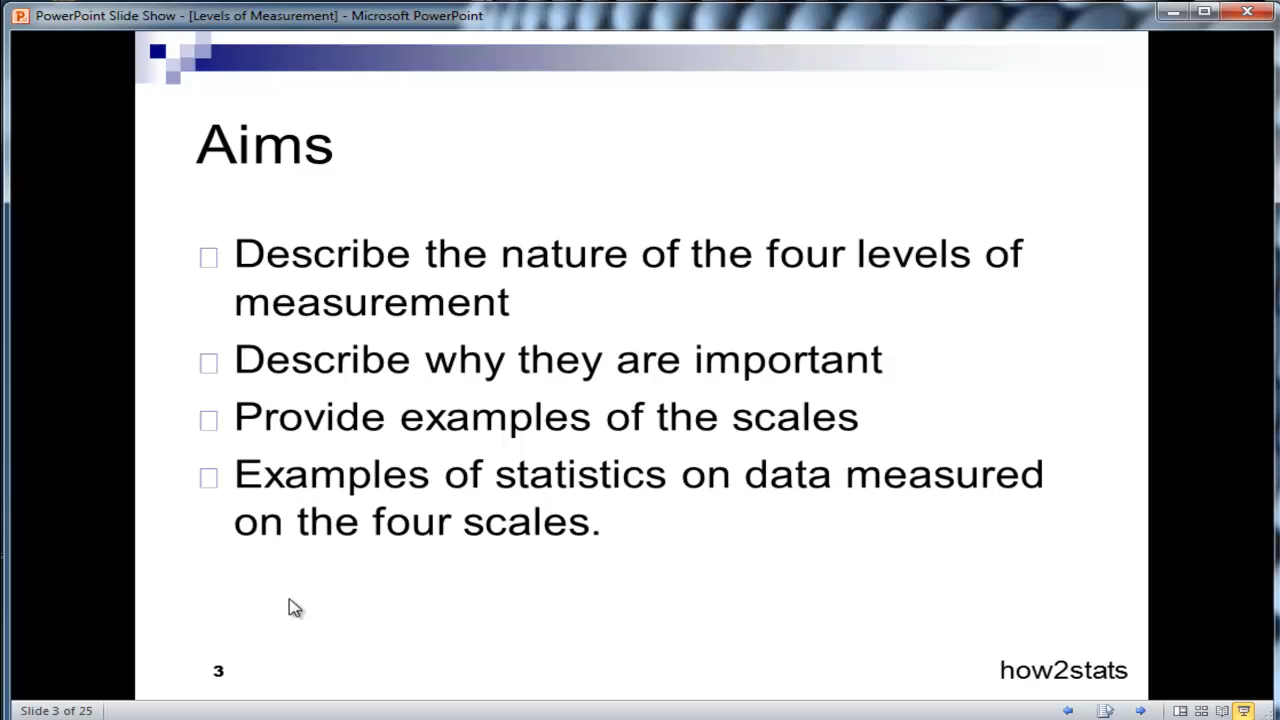 PowerPoint Slide Show - [Levels of Measurement] - Microsoft PowerPoint
Aims
Describe the nature of the four levels of
measurement
Describe why they are important
Provide examples of the scales
Examples of statistics on data measured
on the four scales.
3
how2stats
Slide 3 of 25